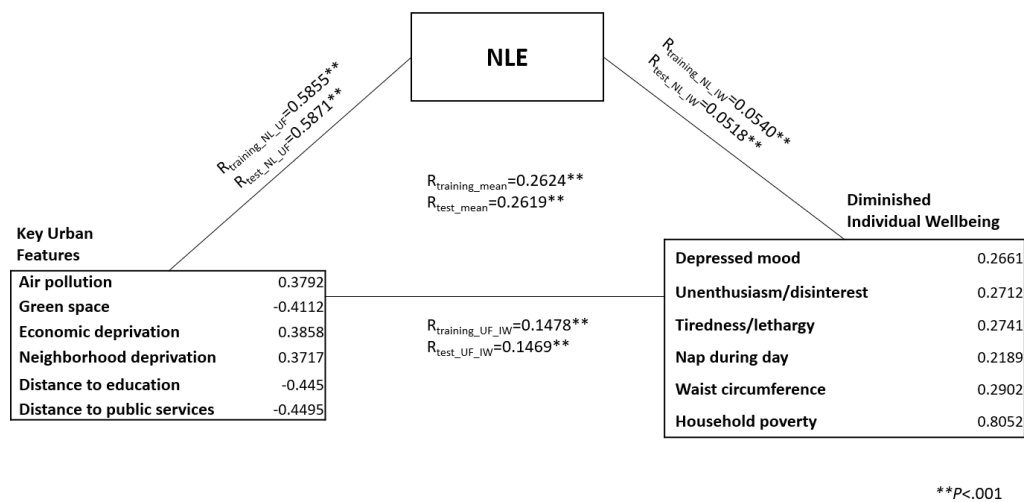 NLE
Rtraining_NL_UF=0.5855**
Rtest_NL_UF=0.5871**
Rtraining_NL_IW=0.0540**
Rtest_NL_IW=0.0518**
Rtraining_mean=0.2624**
Rtest_mean=0.2619**
Key Urban
Features
Air pollution 0.3792
Green space -0.4112
Economic deprivation 0.3858
Neighborhood deprivation 0.3717
Distance to education -0.445
Distance to public services -0.4495
Rtraining_UF_IW=0.1478**
Rtest_UF_IW=0.1469**
Diminished
Individual Wellbeing
Depressed mood 0.2661
Unenthusiasm/disinterest 0.2712
Tiredness/lethargy 0.2741
Nap during day 0.2189
Waist circumference 0.2902
Household poverty 0.8052
**P<.001